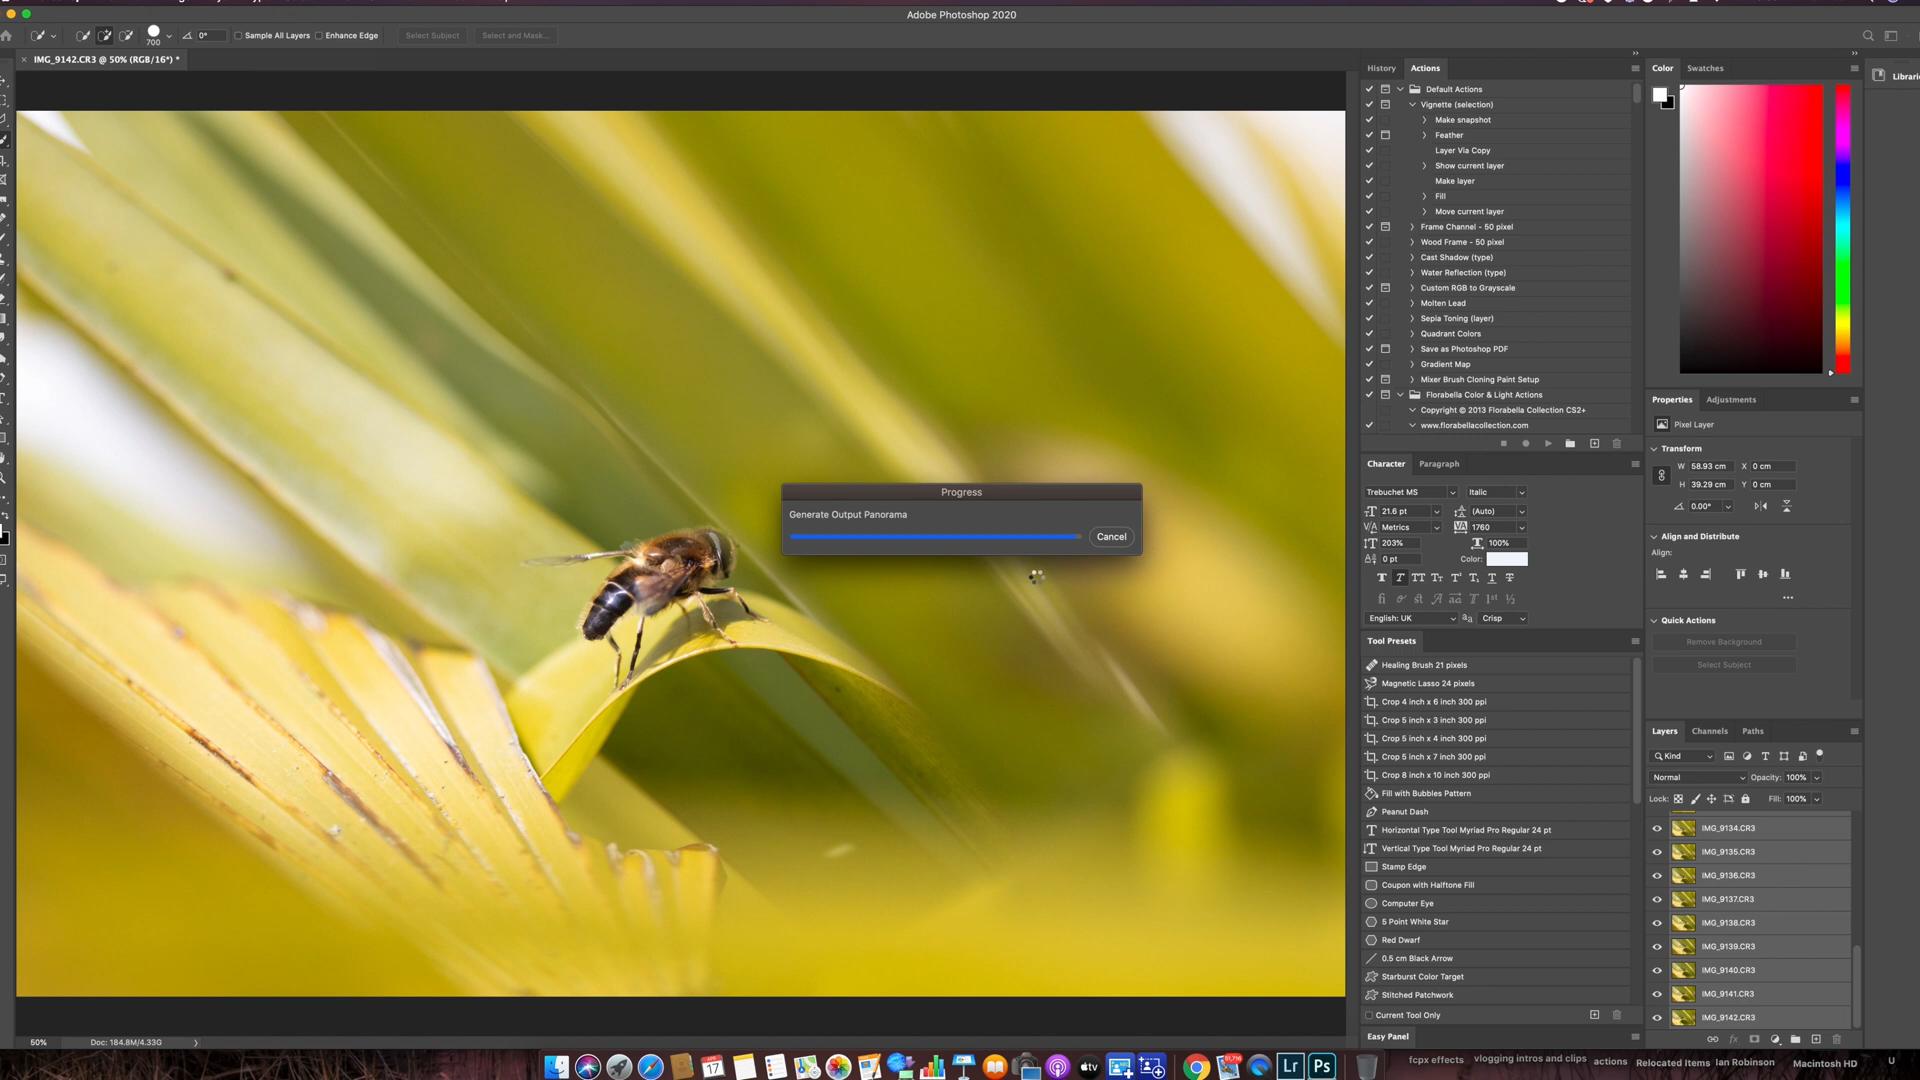 Adobe Photoshop 2020
700
0°
Sample All Layers
Enhance Edge
Select Subject
Select and Mask...
IMG_9142.CR3 @ 50% (RGB/16*) *
Progress
Generate Output Panorama
Cancel
50%
Doc: 184.8M/4.33G
History
Actions
Default Actions
Vignette (selection)
Make snapshot
Feather
Layer Via Copy
Show current layer
Make layer
Fill
Move current layer
Frame Channel - 50 pixel
Wood Frame - 50 pixel
Cast Shadow (type)
Water Reflection (type)
Custom RGB to Grayscale
Molten Lead
Sepia Toning (layer)
Quadrant Colors
Save as Photoshop PDF
Gradient Map
Mixer Brush Cloning Paint Setup
Florabella Color & Light Actions
Copyright © 2013 Florabella Collection CS2+
www.florabellacollection.com
Character
Paragraph
Trebuchet MS
Italic
21.6 pt
(Auto)
Metrics
1760
203%
100%
0 pt
Color:
English: UK
Crisp
Tool Presets
Healing Brush 21 pixels
Magnetic Lasso 24 pixels
Crop 4 inch x 6 inch 300 ppi
Crop 5 inch x 3 inch 300 ppi
Crop 5 inch x 4 inch 300 ppi
Crop 5 inch x 7 inch 300 ppi
Crop 8 inch x 10 inch 300 ppi
Fill with Bubbles Pattern
Peanut Dash
Horizontal Type Tool Myriad Pro Regular 24 pt
Vertical Type Tool Myriad Pro Regular 24 pt
Stamp Edge
Coupon with Halftone Fill
Computer Eye
5 Point White Star
Red Dwarf
0.5 cm Black Arrow
Starburst Color Target
Stitched Patchwork
Current Tool Only
Easy Panel
Color
Swatches
Librari
Properties
Adjustments
Pixel Layer
Transform
W 58.93 cm
X 0 cm
H 39.29 cm
Y 0 cm
0.00°
Align and Distribute
Align:
Quick Actions
Remove Background
Select Subject
Layers
Channels
Paths
Kind
Normal
Opacity: 100%
Lock:
Fill: 100%
IMG_9134.CR3
IMG_9135.CR3
IMG_9136.CR3
IMG_9137.CR3
IMG_9138.CR3
IMG_9139.CR3
IMG_9140.CR3
IMG_9141.CR3
IMG_9142.CR3
17
tv
Lr
Ps
fcpx effects
vlogging intros and clips
actions
Relocated Items
Ian Robinson
Macintosh HD
U